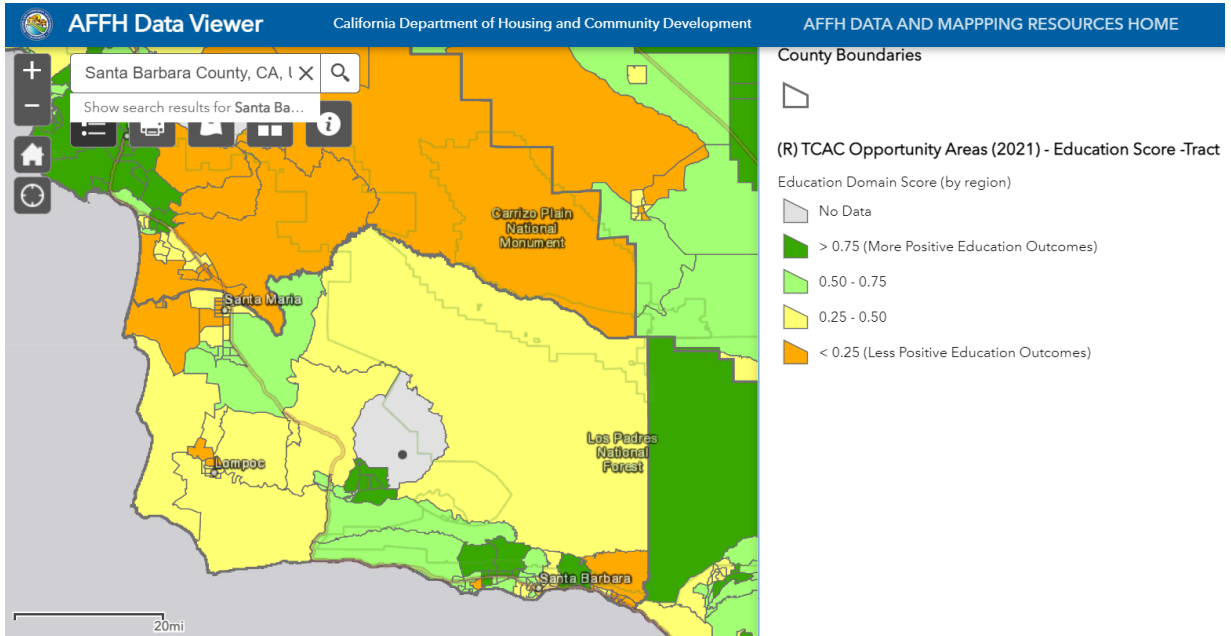 AFFH Data Viewer
California Department of Housing and Community Development
AFFH DATA AND MAPPPING RESOURCES HOME
+
Santa Barbara County, CA, U
−
Show search results for Santa Ba...
i
Carrizo Plain
National
Monument
Santa Maria
Lompoc
Los Padres
National
Forest
Santa Barbara
20mi
County Boundaries
(R) TCAC Opportunity Areas (2021) - Education Score -Tract
Education Domain Score (by region)
No Data
> 0.75 (More Positive Education Outcomes)
0.50 - 0.75
0.25 - 0.50
< 0.25 (Less Positive Education Outcomes)